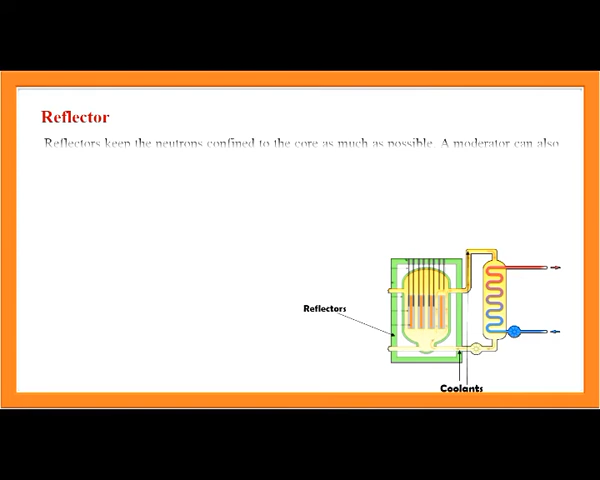 Reflector
Reflectors keep the neutrons confined to the core as much as possible. A moderator can also
Reflectors
Coolants